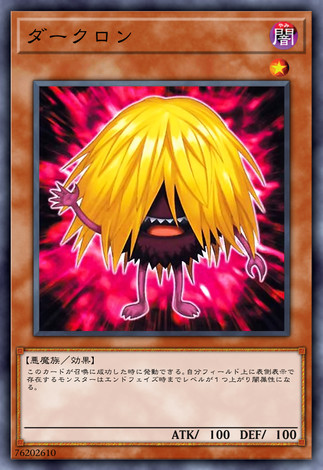 ダークロン
やみ
闇
【悪魔族／効果】
このカードが召喚に成功した時に発動できる。自分フィールド上に表側表示で
存在するモンスターはエンドフェイズ時までレベルが１つ上がり闇属性にな
る。
ATK/ 100 DEF/ 100
76202610